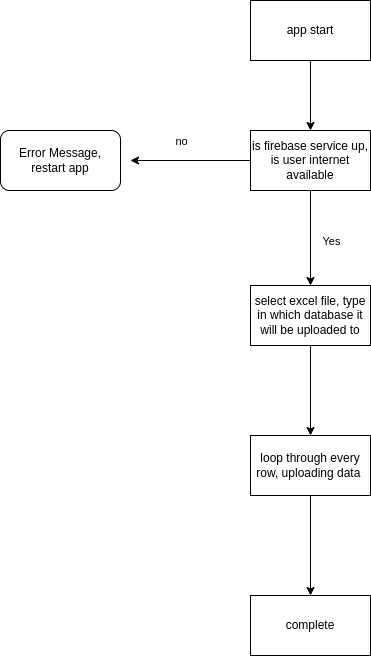 app start
no
Error Message,
restart app
is firebase service up,
is user internet
available
Yes
select excel file, type
in which database it
will be uploaded to
loop through every
row, uploading data
complete